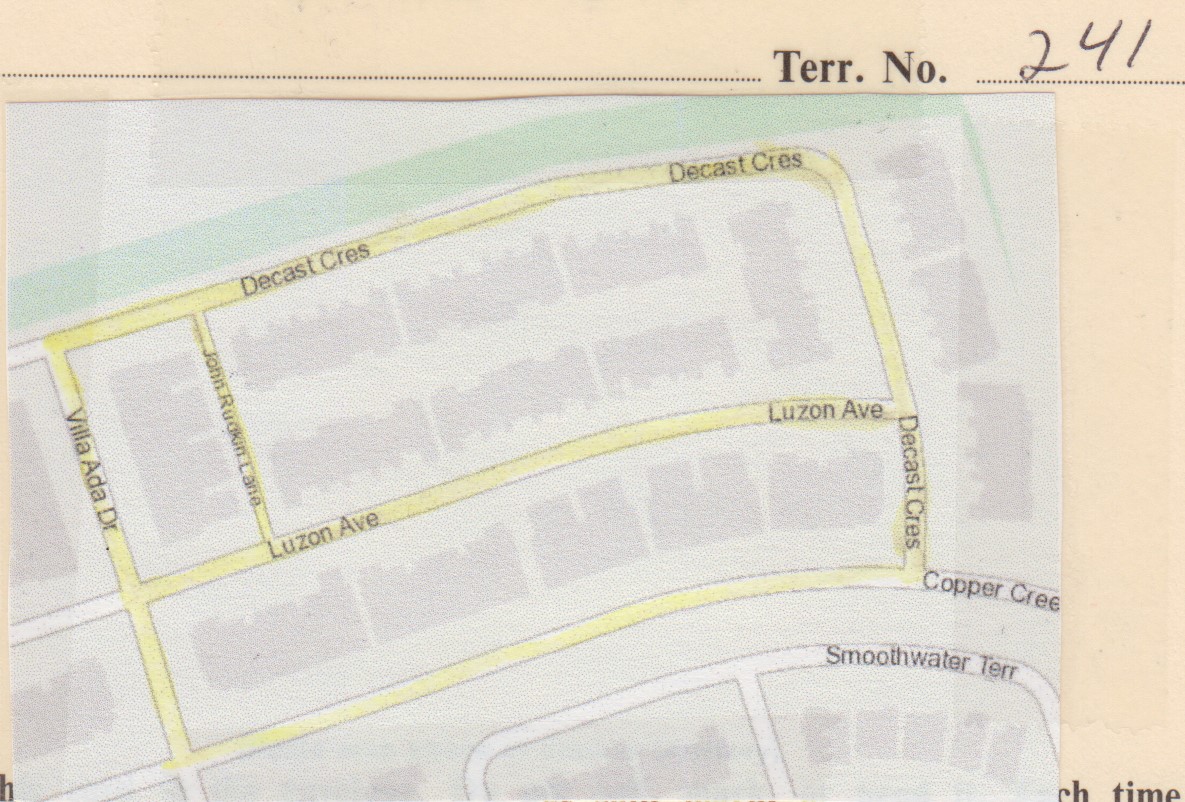 Terr. No. 241
Decast Cres
Decast Cres
John Rudkin Lane
Villa Ada Dr
Luzon Ave
Decast Cres
Luzon Ave
Copper Cree
Smoothwater Terr
h
ch time